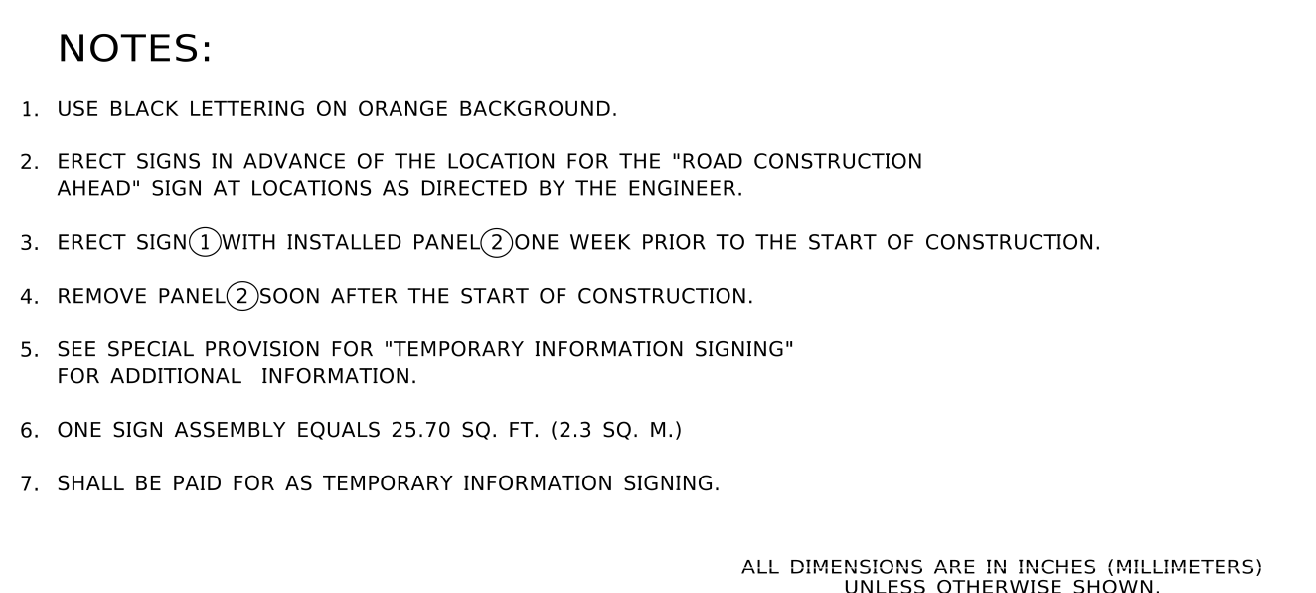 NOTES:
1. USE BLACK LETTERING ON ORANGE BACKGROUND.
2. ERECT SIGNS IN ADVANCE OF THE LOCATION FOR THE "ROAD CONSTRUCTION
AHEAD" SIGN AT LOCATIONS AS DIRECTED BY THE ENGINEER.
3. ERECT SIGN ① WITH INSTALLED PANEL ② ONE WEEK PRIOR TO THE START OF CONSTRUCTION.
4. REMOVE PANEL ② SOON AFTER THE START OF CONSTRUCTION.
5. SEE SPECIAL PROVISION FOR "TEMPORARY INFORMATION SIGNING"
FOR ADDITIONAL INFORMATION.
6. ONE SIGN ASSEMBLY EQUALS 25.70 SQ. FT. (2.3 SQ. M.)
7. SHALL BE PAID FOR AS TEMPORARY INFORMATION SIGNING.
ALL DIMENSIONS ARE IN INCHES (MILLIMETERS)
UNLESS OTHERWISE SHOWN.